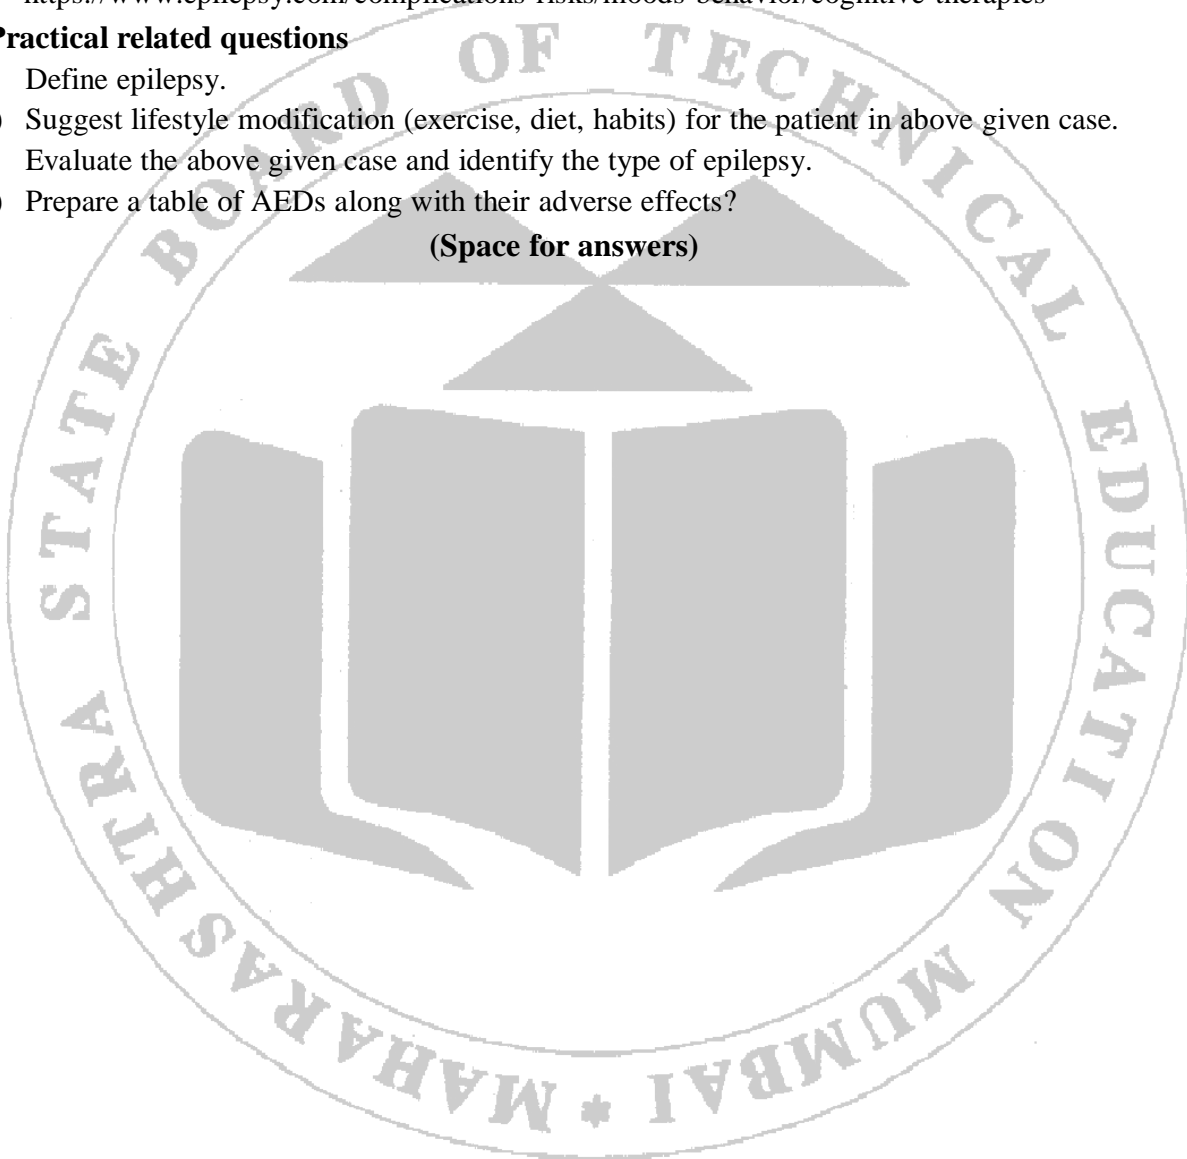 https://www.epilepsy.com/complications-risks/moods-behavior/cognitive-therapies
Practical related questions
Define epilepsy.
) Suggest lifestyle modification (exercise, diet, habits) for the patient in above given case.
Evaluate the above given case and identify the type of epilepsy.
) Prepare a table of AEDs along with their adverse effects?
(Space for answers)
MAHARASHTRA STATE BOARD OF TECHNICAL EDUCATION MUMBAI *